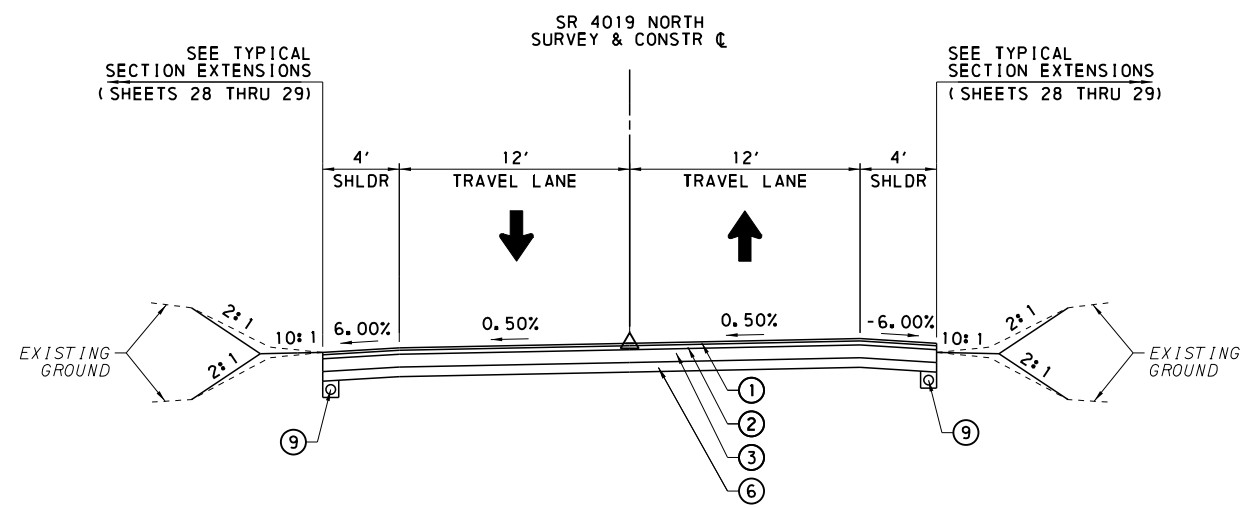 SR 4019 NORTH
SURVEY & CONSTR ℄
SEE TYPICAL
SECTION EXTENSIONS
(SHEETS 28 THRU 29)
SEE TYPICAL
SECTION EXTENSIONS
(SHEETS 28 THRU 29)
4' 12' 12' 4'
SHLDR TRAVEL LANE TRAVEL LANE SHLDR
2:1 10:1 6.00% 0.50% 0.50% -6.00% 10:1 2:1
EXISTING
GROUND
2:1
2:1
EXISTING
GROUND
1
2
3
6
9
9